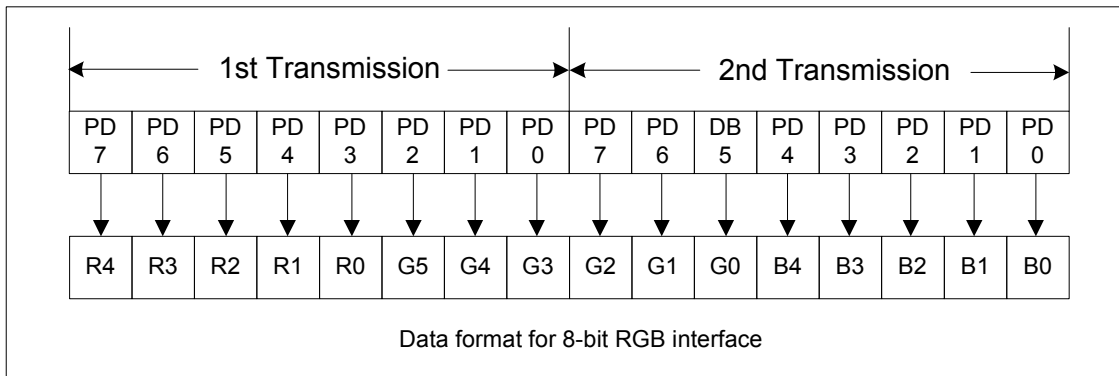 1st Transmission 2nd Transmission
PD PD PD PD PD PD PD PD PD PD DB PD PD PD PD PD
7 6 5 4 3 2 1 0 7 6 5 4 3 2 1 0
R4 R3 R2 R1 R0 G5 G4 G3 G2 G1 G0 B4 B3 B2 B1 B0
Data format for 8-bit RGB interface